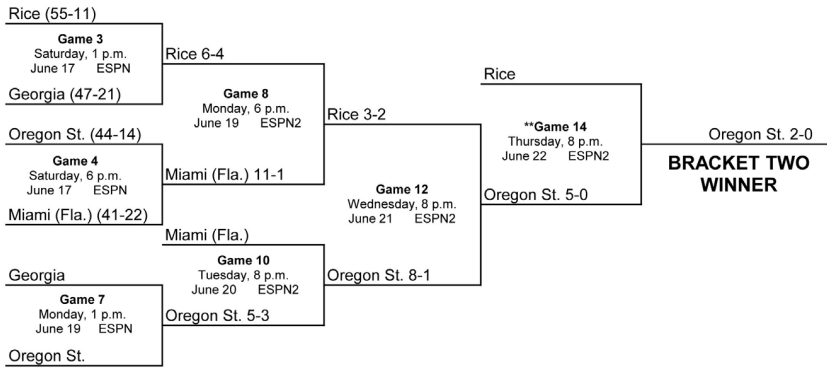 Rice (55-11)
Game 3
Saturday, 1 p.m.
June 17 ESPN
Rice 6-4
Georgia (47-21)
Game 8
Monday, 6 p.m.
June 19 ESPN2
Rice 3-2
Oregon St. (44-14)
Game 4
Saturday, 6 p.m.
June 17 ESPN
Miami (Fla.) 11-1
Miami (Fla.) (41-22)
Rice
**Game 14
Thursday, 8 p.m.
June 22 ESPN2
Oregon St. 2-0
BRACKET TWO
WINNER
Game 12
Wednesday, 8 p.m.
June 21 ESPN2
Oregon St. 5-0
Miami (Fla.)
Game 10
Tuesday, 8 p.m.
June 20 ESPN2
Oregon St. 8-1
Georgia
Game 7
Monday, 1 p.m.
June 19 ESPN
Oregon St. 5-3
Oregon St.